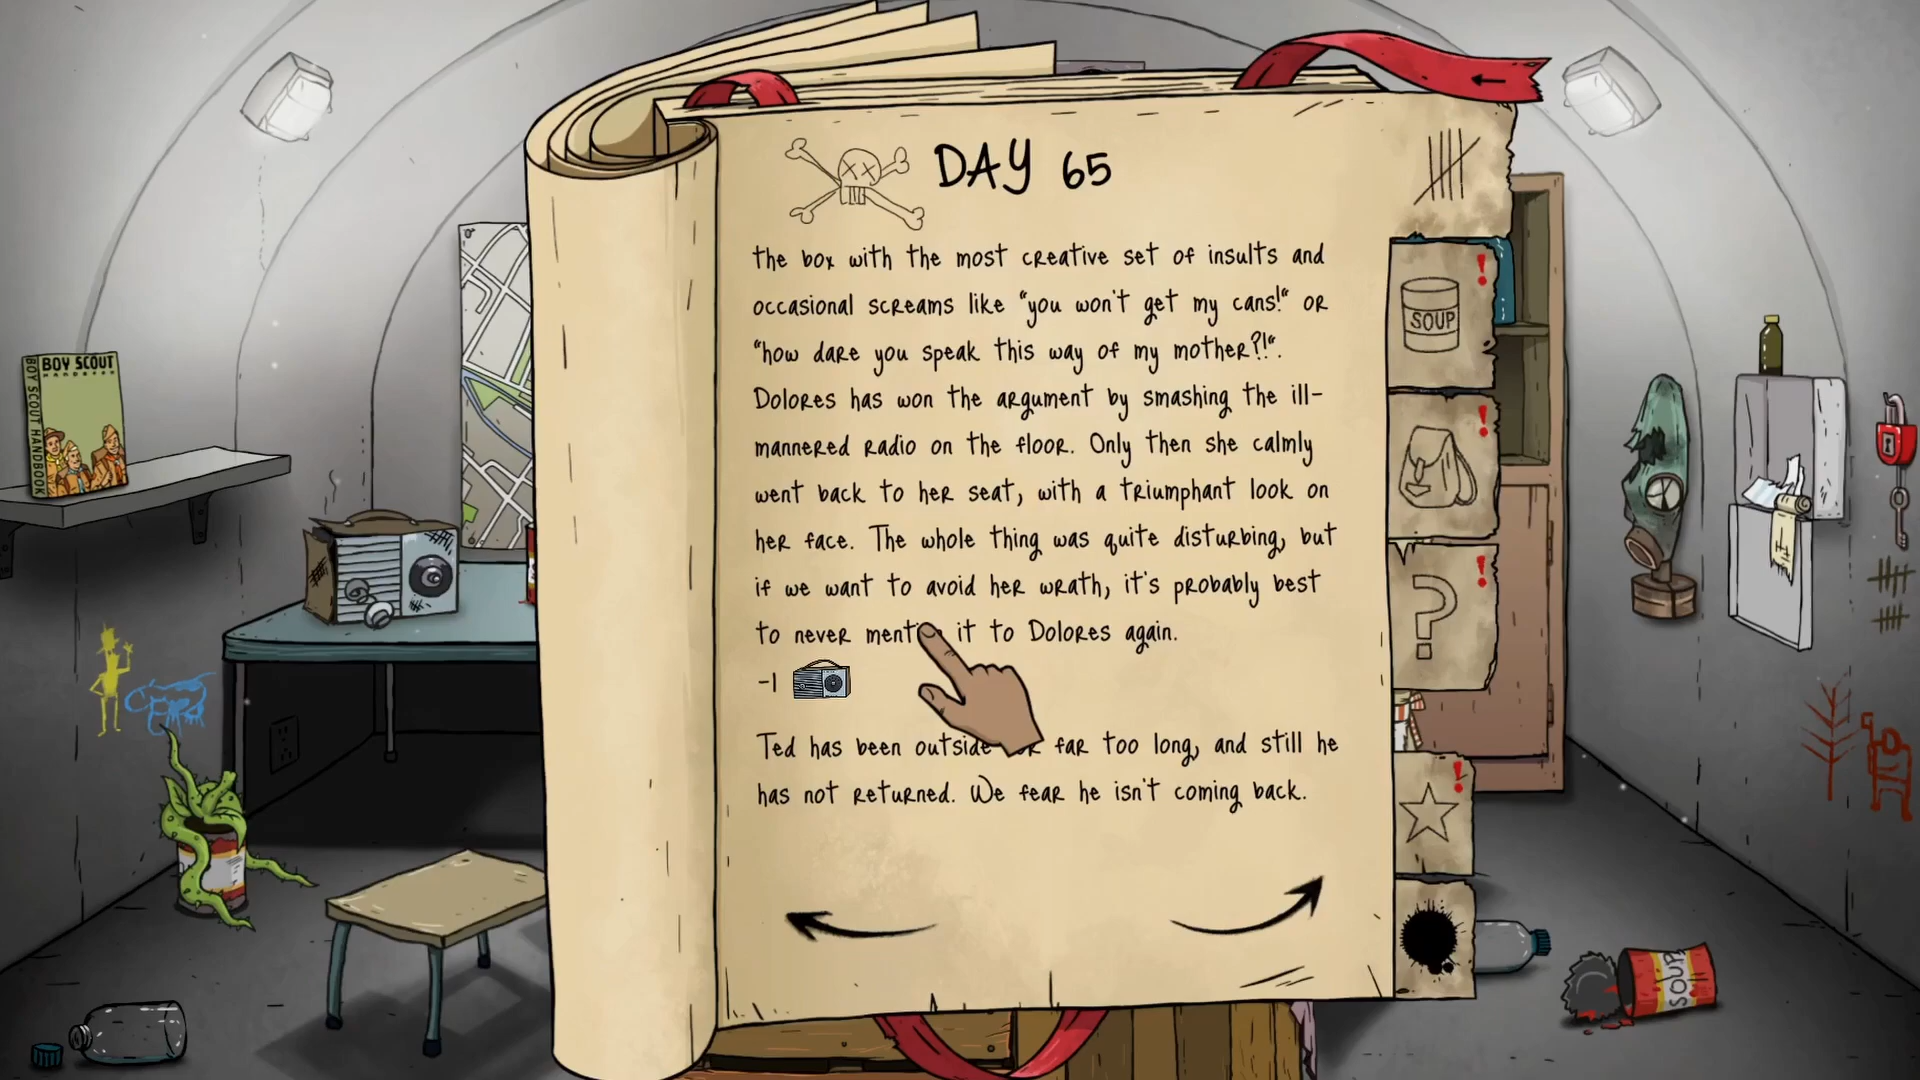 DAY 65
the box with the most creative set of insults and
occasional screams like “you won't get my cans!“ or
“how dare you speak this way of my mother?!“.
Dolores has won the argument by smashing the ill-
mannered radio on the floor. Only then she calmly
went back to her seat, with a triumphant look on
her face. The whole thing was quite disturbing, but
if we want to avoid her wrath, it's probably best
to never it to Dolores again.
-1
Ted has been outside far too long, and still he
has not returned. We fear he isn't coming back.
SOUP
BOY SCOUT
HANDBOOK
BOY SCOUT HANDBOOK
SOUP